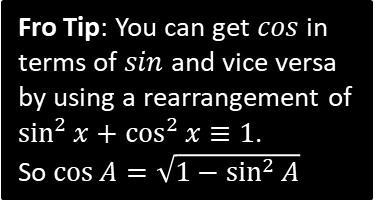 Fro Tip: You can get cos in
terms of sin and vice versa
by using a rearrangement of
sin² x + cos² x ≡ 1.
So cos A = √1 − sin² A